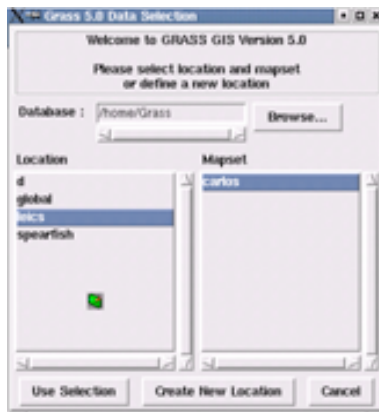 Grass 5.0 Data Selection
Welcome to GRASS GIS Version 5.0
Please select location and mapset
or define a new location
Database : /home/Grass Browse...
Location Mapset
d carlos
global
leics
spearfish
Use Selection Create New Location Cancel